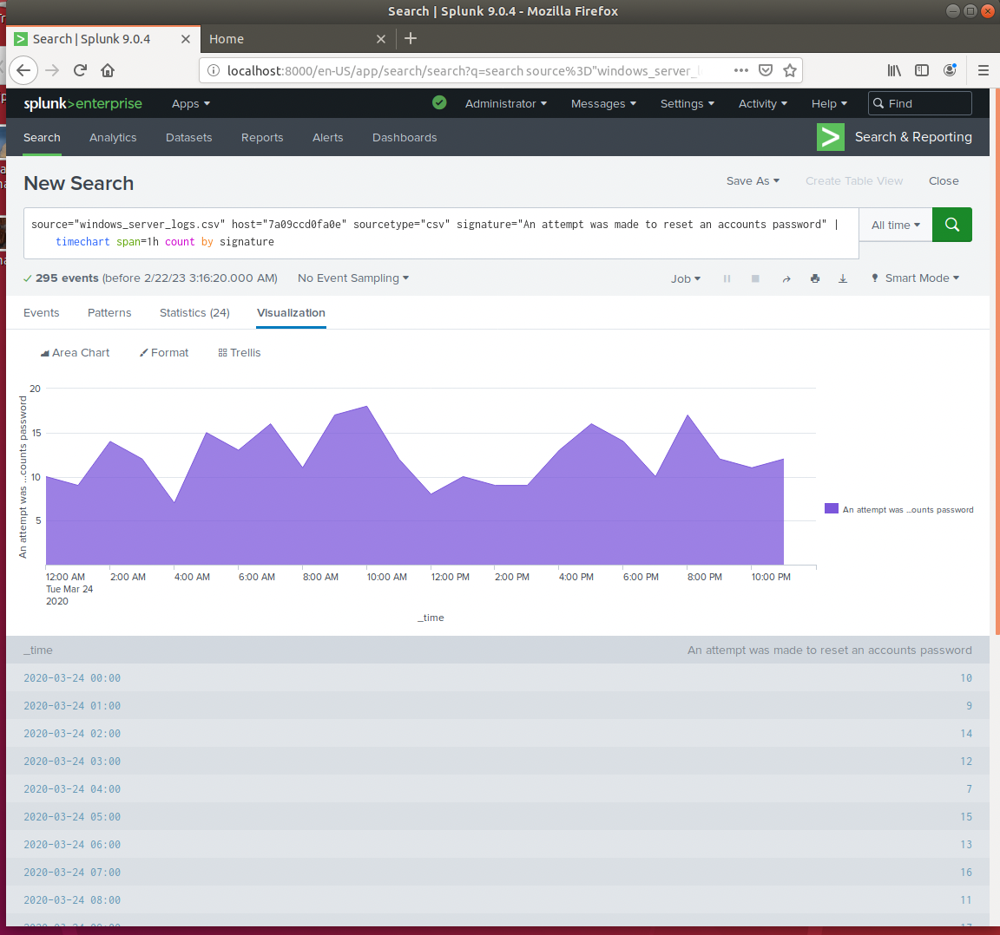 Search | Splunk 9.0.4 - Mozilla Firefox
Search | Splunk 9.0.4
Home
localhost:8000/en-US/app/search/search?q=search source%3D"windows_server_l
splunk>enterprise Apps Administrator Messages Settings Activity Help Find
Search Analytics Datasets Reports Alerts Dashboards Search & Reporting
New Search
Save As Create Table View Close
source="windows_server_logs.csv" host="7a09ccd0fa0e" sourcetype="csv" signature="An attempt was made to reset an accounts password" |
timechart span=1h count by signature
All time
295 events (before 2/22/23 3:16:20.000 AM) No Event Sampling Job Smart Mode
Events Patterns Statistics (24) Visualization
Area Chart Format Trellis
An attempt was ...counts password
20
15
10
5
12:00 AM 2:00 AM 4:00 AM 6:00 AM 8:00 AM 10:00 AM 12:00 PM 2:00 PM 4:00 PM 6:00 PM 8:00 PM 10:00 PM
Tue Mar 24
2020
_time
An attempt was ...ounts password
_time An attempt was made to reset an accounts password
2020-03-24 00:00 10
2020-03-24 01:00 9
2020-03-24 02:00 14
2020-03-24 03:00 12
2020-03-24 04:00 7
2020-03-24 05:00 15
2020-03-24 06:00 13
2020-03-24 07:00 16
2020-03-24 08:00 11